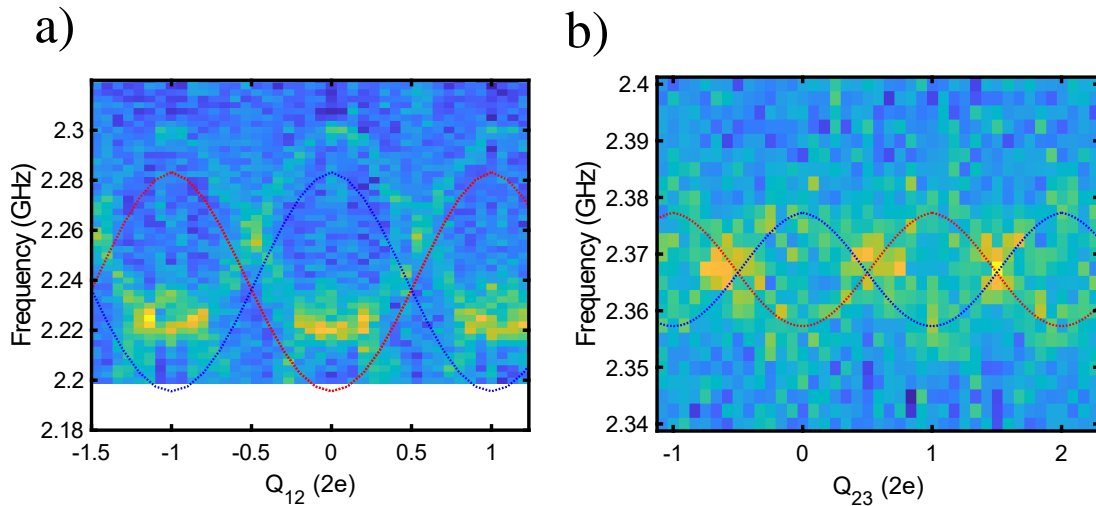 a)
Frequency (GHz)
2.3
2.28
2.26
2.24
2.22
2.2
2.18
-1.5 -1 -0.5 0 0.5 1
Q12 (2e)
b)
Frequency (GHz)
2.4
2.39
2.38
2.37
2.36
2.35
2.34
-1 0 1 2
Q23 (2e)